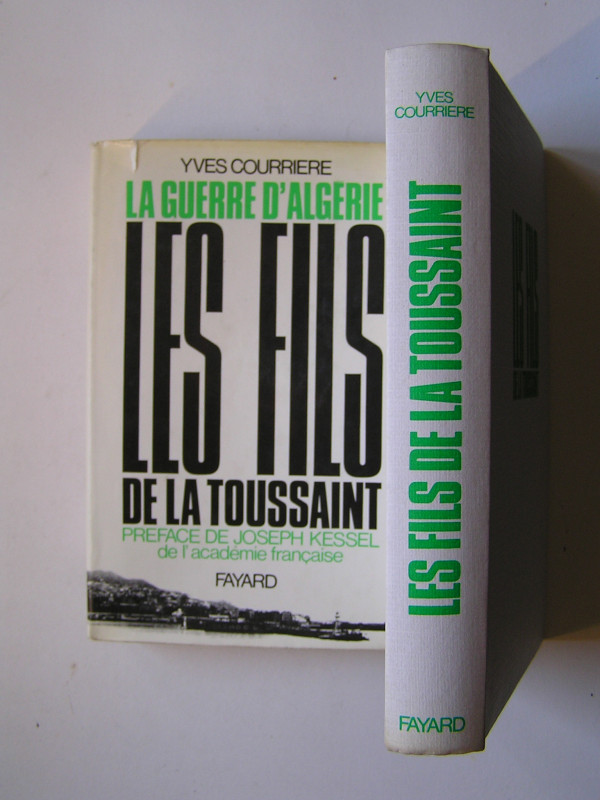 YVES COURRIERE
LA GUERRE D'ALGERIE
LES FILS
DE LA TOUSSAINT
PREFACE DE JOSEPH KESSEL
de l'académie française
FAYARD
YVES
COURRIERE
LES FILS DE LA TOUSSAINT
FAYARD